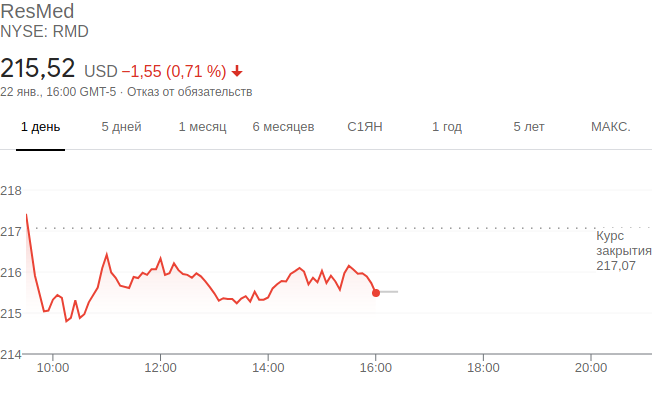 ResMed
NYSE: RMD
215,52 USD −1,55 (0,71 %)
22 янв., 16:00 GMT-5 · Отказ от обязательств
1 день 5 дней 1 месяц 6 месяцев С1ЯН 1 год 5 лет МАКС.
218
217
216
215
214
Курс
закрытия
217,07
10:00 12:00 14:00 16:00 18:00 20:00